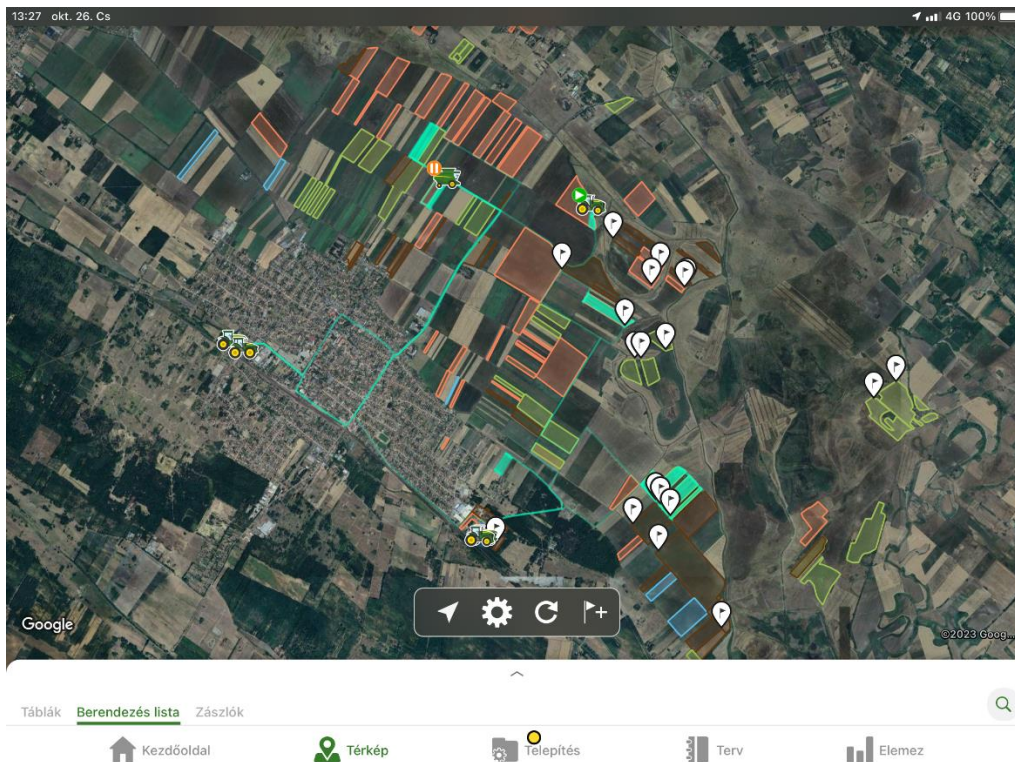 13:27 okt. 26. Cs 4G 100%
Google
©2023 Goog...
Táblák Berendezés lista Zászlók
Kezdőoldal Térkép Telepítés Terv Elemez